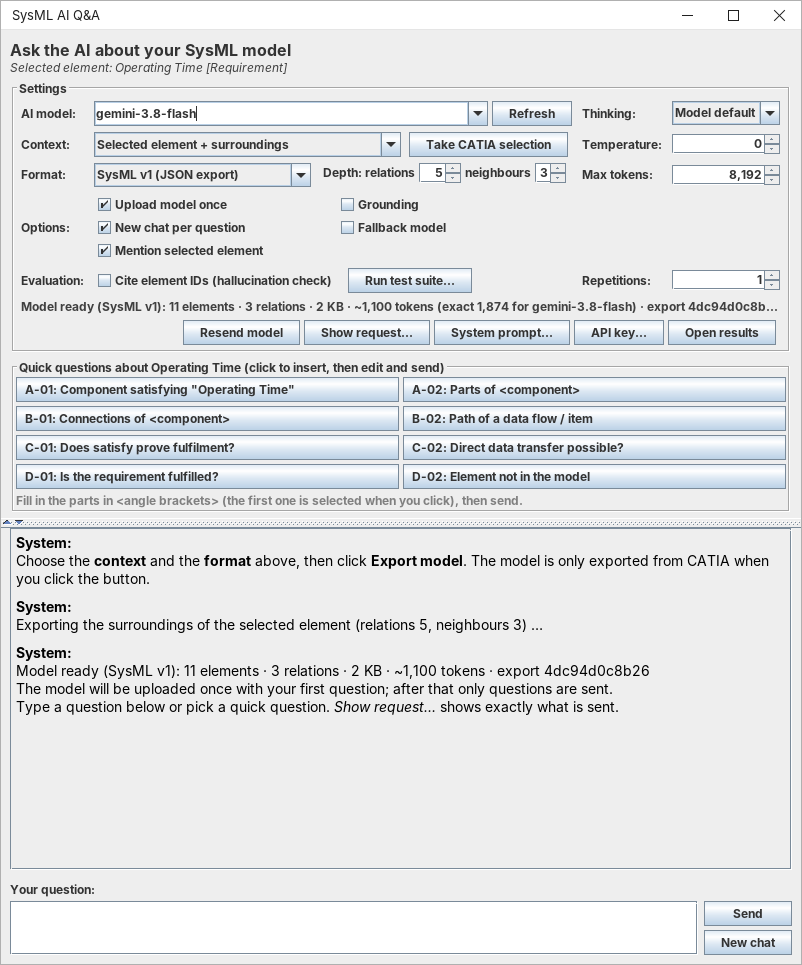 SysML AI Q&A
Ask the AI about your SysML model
Selected element: Operating Time [Requirement]
Settings
AI model: gemini-3.8-flash Refresh Thinking: Model default
Context: Selected element + surroundings Take CATIA selection Temperature: 0
Format: SysML v1 (JSON export) Depth: relations 5 neighbours 3 Max tokens: 8,192
Upload model once Grounding
Options: New chat per question Fallback model
Mention selected element
Evaluation: Cite element IDs (hallucination check) Run test suite... Repetitions: 1
Model ready (SysML v1): 11 elements · 3 relations · 2 KB · ~1,100 tokens (exact 1,874 for gemini-3.8-flash) · export 4dc94d0c8b...
Resend model Show request... System prompt... API key... Open results
Quick questions about Operating Time (click to insert, then edit and send)
A-01: Component satisfying "Operating Time" A-02: Parts of <component>
B-01: Connections of <component> B-02: Path of a data flow / item
C-01: Does satisfy prove fulfilment? C-02: Direct data transfer possible?
D-01: Is the requirement fulfilled? D-02: Element not in the model
Fill in the parts in <angle brackets> (the first one is selected when you click), then send.
System:
Choose the context and the format above, then click Export model. The model is only exported from CATIA when
you click the button.
System:
Exporting the surroundings of the selected element (relations 5, neighbours 3) ...
System:
Model ready (SysML v1): 11 elements · 3 relations · 2 KB · ~1,100 tokens · export 4dc94d0c8b26
The model will be uploaded once with your first question; after that only questions are sent.
Type a question below or pick a quick question. Show request... shows exactly what is sent.
Your question:
Send
New chat